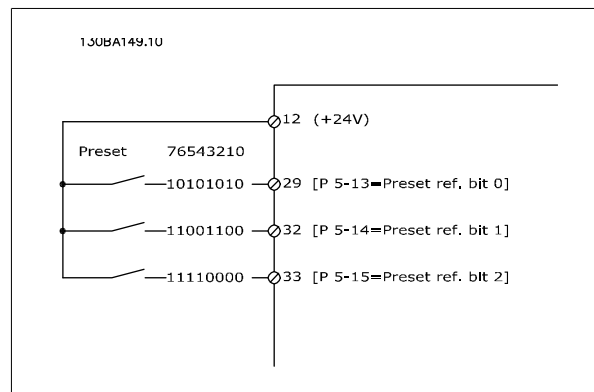 130BA149.10
12 (+24V)
Preset 76543210
10101010 29 [P 5-13=Preset ref. bit 0]
11001100 32 [P 5-14=Preset ref. bit 1]
11110000 33 [P 5-15=Preset ref. bit 2]